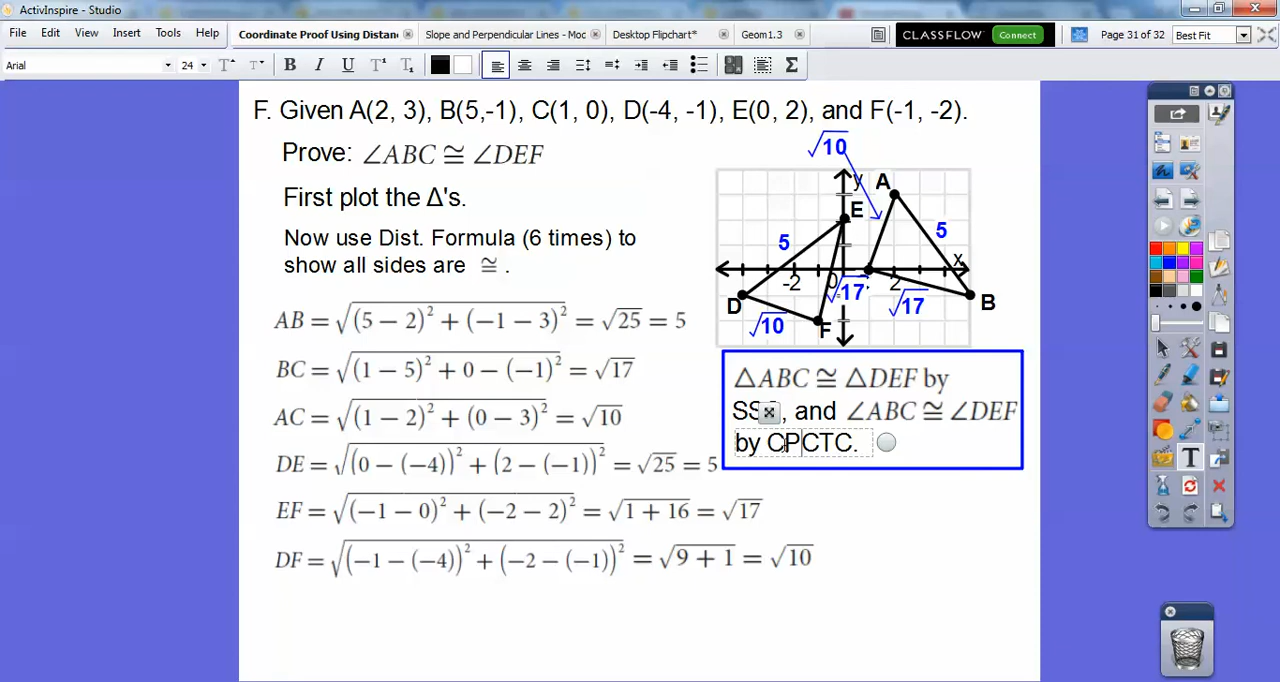 ActivInspire - Studio
File Edit View Insert Tools Help
Coordinate Proof Using Distanc
Slope and Perpendicular Lines - Moc
Desktop Flipchart*
Geom1.3
CLASSFLOW Connect
Page 31 of 32
Best Fit
Arial 24
F. Given A(2, 3), B(5,-1), C(1, 0), D(-4, -1), E(0, 2), and F(-1, -2).
Prove: ∠ABC ≅ ∠DEF
First plot the Δ's.
Now use Dist. Formula (6 times) to
show all sides are ≅ .
AB = √((5 − 2)² + (−1 − 3)²) = √25 = 5
BC = √((1 − 5)² + 0 − (−1)²) = √17
AC = √((1 − 2)² + (0 − 3)²) = √10
DE = √((0 − (−4))² + (2 − (−1))²) = √25 = 5
EF = √((−1 − 0)² + (−2 − 2)²) = √(1 + 16) = √17
DF = √((−1 − (−4))² + (−2 − (−1))²) = √(9 + 1) = √10
√10
y
A
E
5
5
x
-2
0
2
√17
√17
D
B
√10
F
△ABC ≅ △DEF by
, and ∠ABC ≅ ∠DEF
by CPCTC.
T